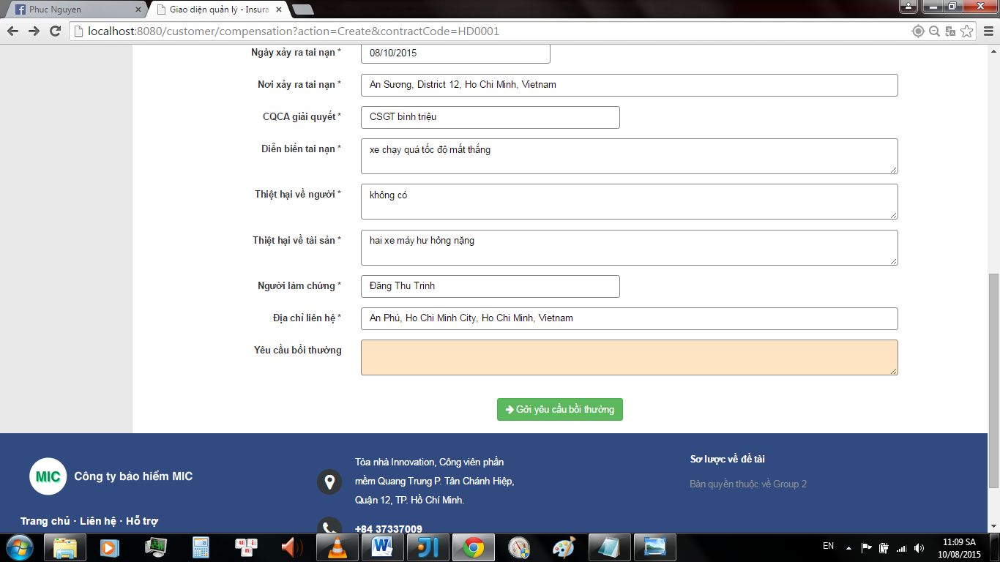 Phuc Nguyen
Giao diện quản lý - Insura
localhost:8080/customer/compensation?action=Create&contractCode=HD0001
Ngày xảy ra tai nạn *
08/10/2015
Nơi xảy ra tai nạn *
An Sương, District 12, Ho Chi Minh, Vietnam
CQCA giải quyết *
CSGT bình triệu
Diễn biến tai nạn *
xe chạy quá tốc độ mất thắng
Thiệt hại về người *
không có
Thiệt hại về tài sản *
hai xe máy hư hỏng nặng
Người làm chứng *
Đăng Thu Trinh
Địa chỉ liên hệ *
An Phú, Ho Chi Minh City, Ho Chi Minh, Vietnam
Yêu cầu bồi thường
Gởi yêu cầu bồi thường
MIC
Công ty bảo hiểm MIC
Trang chủ · Liên hệ · Hỗ trợ
Tòa nhà Innovation, Công viên phần
mềm Quang Trung P. Tân Chánh Hiệp,
Quận 12, TP. Hồ Chí Minh.
+84 37337009
Sơ lược về đề tài
Bản quyền thuộc về Group 2
EN
11:09 SA
10/08/2015